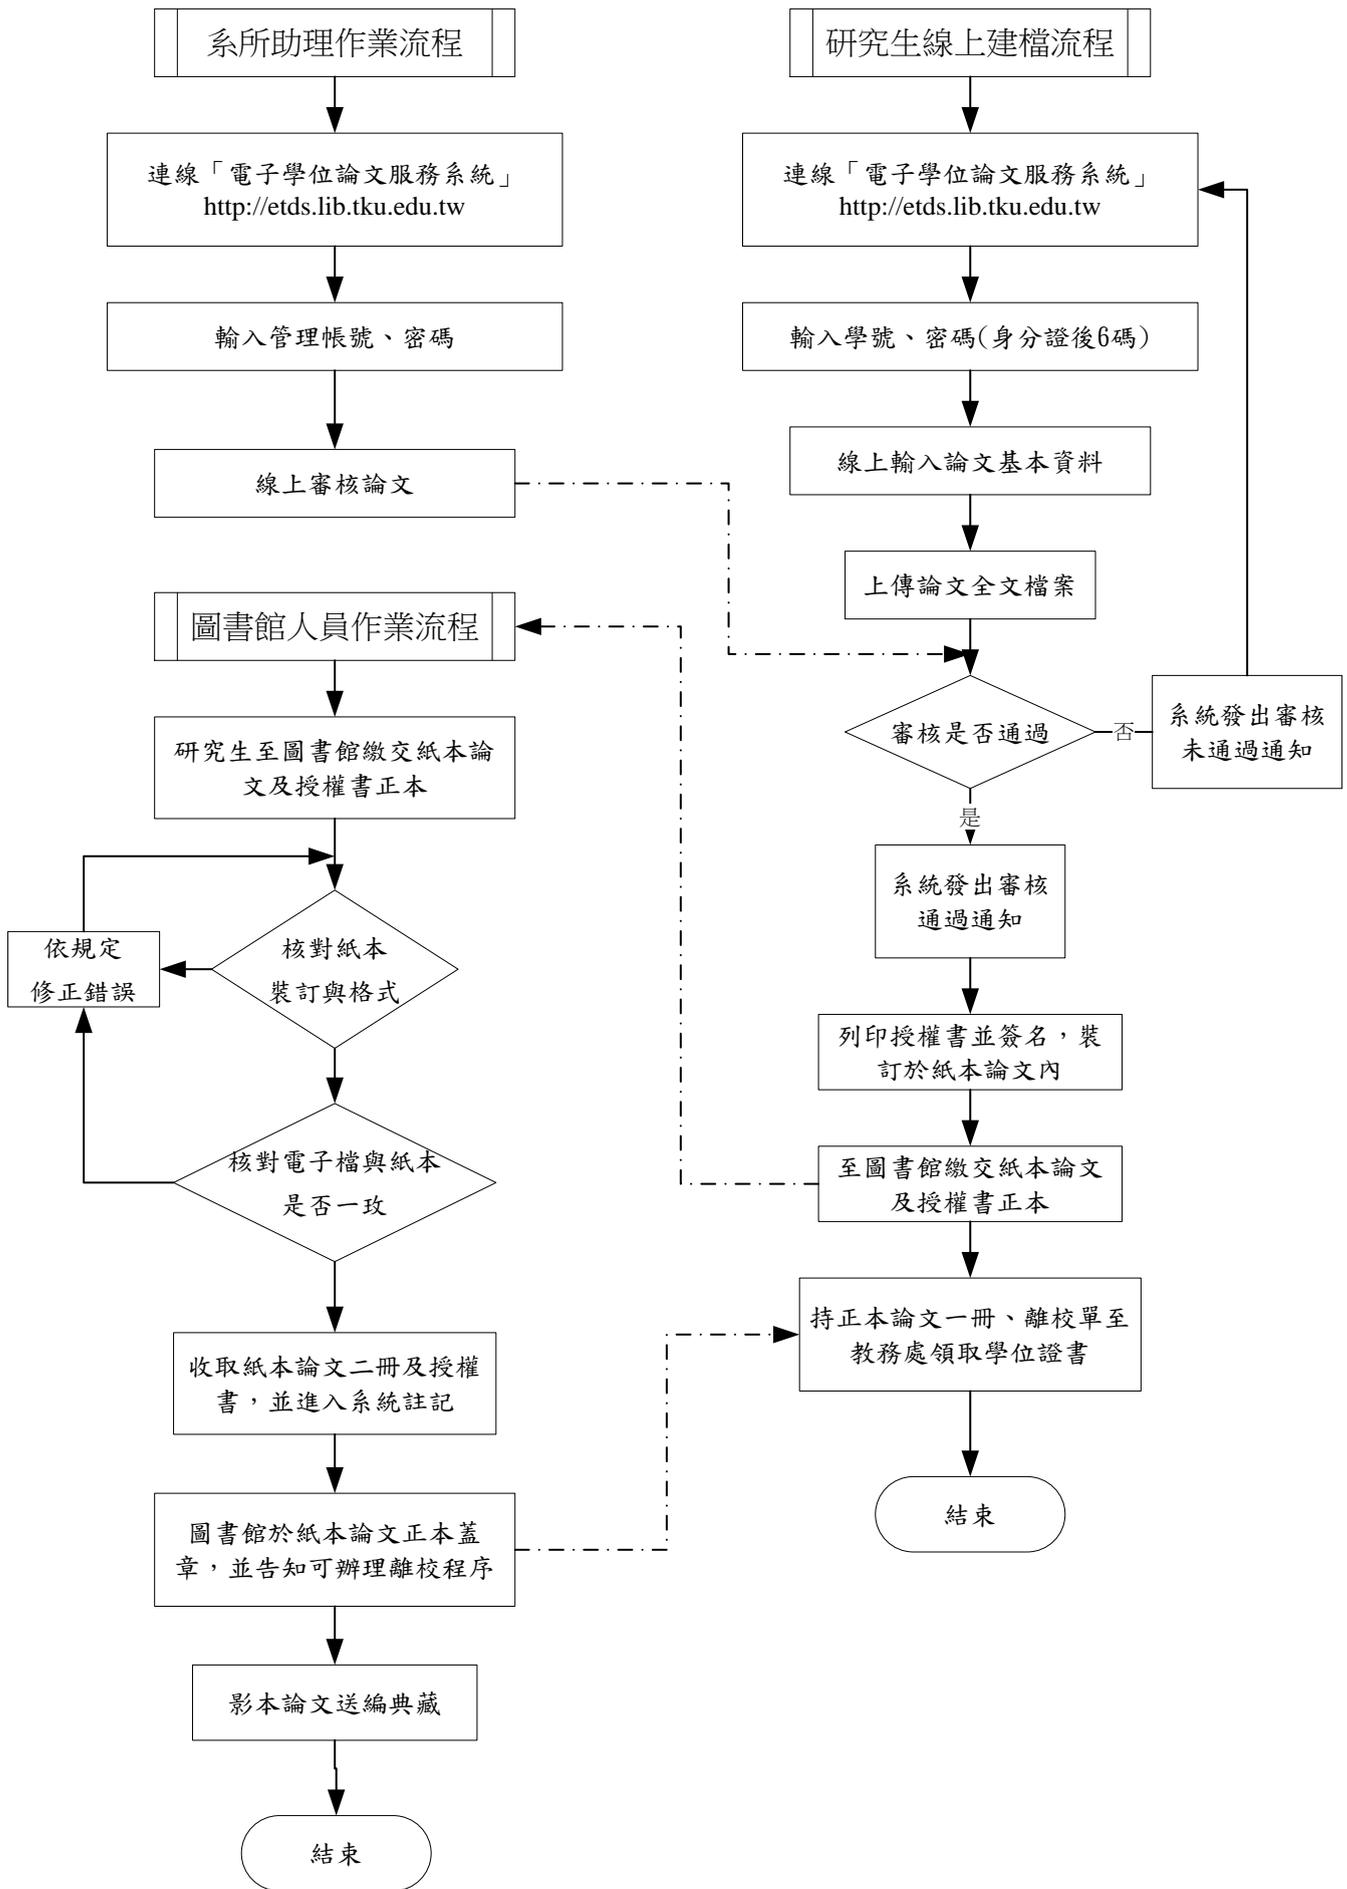 系所助理作業流程
連線「電子學位論文服務系統」
http://etds.lib.tku.edu.tw
輸入管理帳號、密碼
線上審核論文
圖書館人員作業流程
研究生至圖書館繳交紙本論
文及授權書正本
核對紙本
裝訂與格式
依規定
修正錯誤
核對電子檔與紙本
是否一玫
收取紙本論文二冊及授權
書，並進入系統註記
圖書館於紙本論文正本蓋
章，並告知可辦理離校程序
影本論文送編典藏
結束
研究生線上建檔流程
連線「電子學位論文服務系統」
http://etds.lib.tku.edu.tw
輸入學號、密碼(身分證後6碼)
線上輸入論文基本資料
上傳論文全文檔案
審核是否通過
否
系統發出審核
未通過通知
是
系統發出審核
通過通知
列印授權書並簽名，裝
訂於紙本論文內
至圖書館繳交紙本論文
及授權書正本
持正本論文一冊、離校單至
教務處領取學位證書
結束